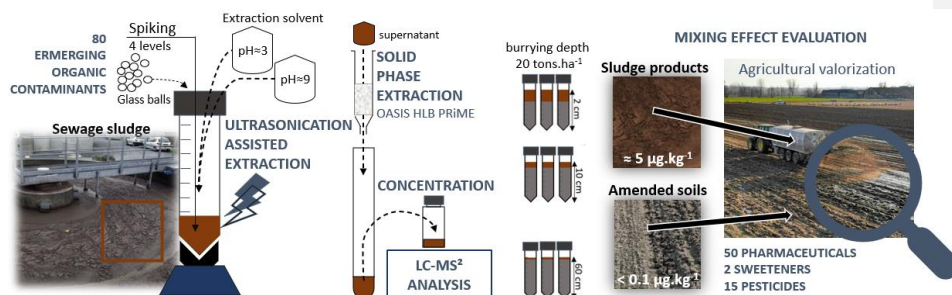 80
ERMERGING
ORGANIC
CONTAMINANTS
Spiking
4 levels
Glass balls
Extraction solvent
pH≈3
pH≈9
Sewage sludge
ULTRASONICATION
ASSISTED
EXTRACTION
supernatant
SOLID
PHASE
EXTRACTION
OASIS HLB PRiME
CONCENTRATION
LC-MS²
ANALYSIS
burrying depth
20 tons.ha⁻¹
2 cm
10 cm
60 cm
MIXING EFFECT EVALUATION
Sludge products
≈ 5 µg.kg⁻¹
Amended soils
< 0.1 µg.kg⁻¹
Agricultural valorization
50 PHARMACEUTICALS
2 SWEETENERS
15 PESTICIDES